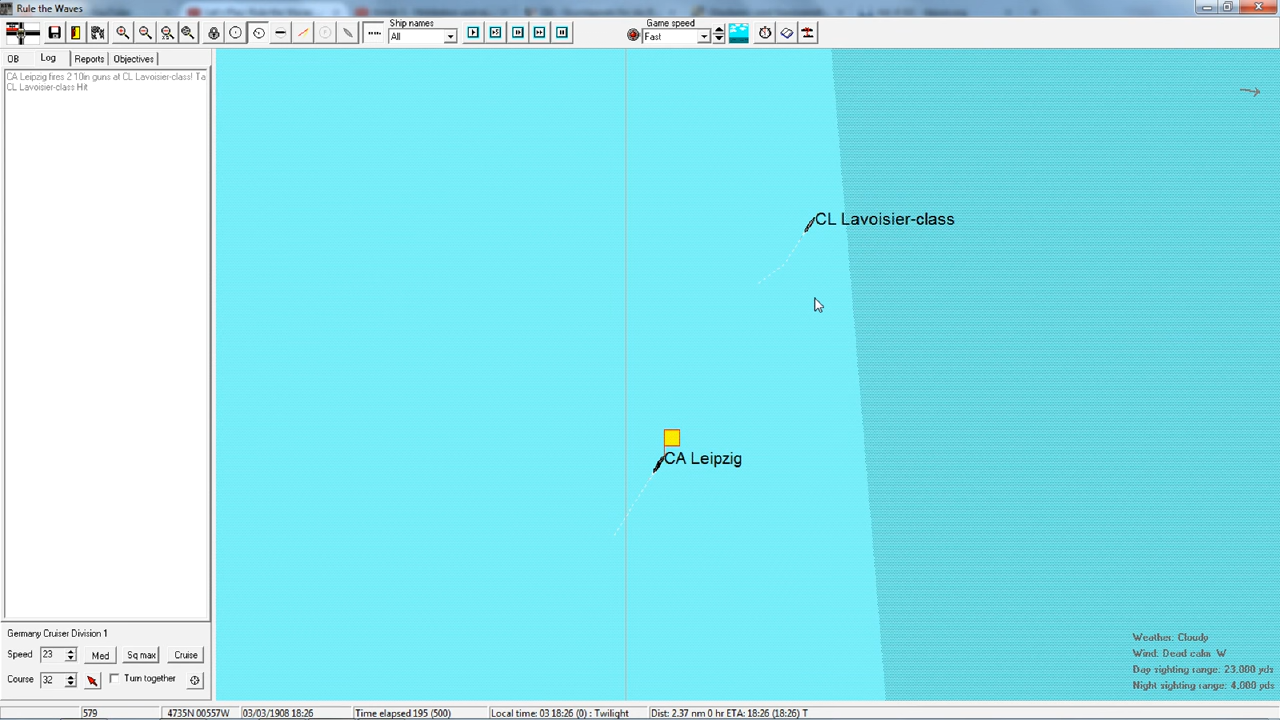 Rule the Waves
Ship names
All
Game speed
Fast
OB
Log
Reports
Objectives
CA Leipzig fires 2 10in guns at CL Lavoisier-class! Ta
CL Lavoisier-class Hit
CL Lavoisier-class
CA Leipzig
Germany Cruiser Division 1
Speed 23 Med Sq max Cruise
Course 32 Turn together
Weather: Cloudy
Wind: Dead calm W
Day sighting range: 23,000 yds
Night sighting range: 4,000 yds
579 4735N 00557W 03/03/1908 18:26 Time elapsed 195 (500) Local time: 03 18:26 (0) : Twilight Dist: 2.37 nm 0 hr ETA: 18:26 (18:26) T